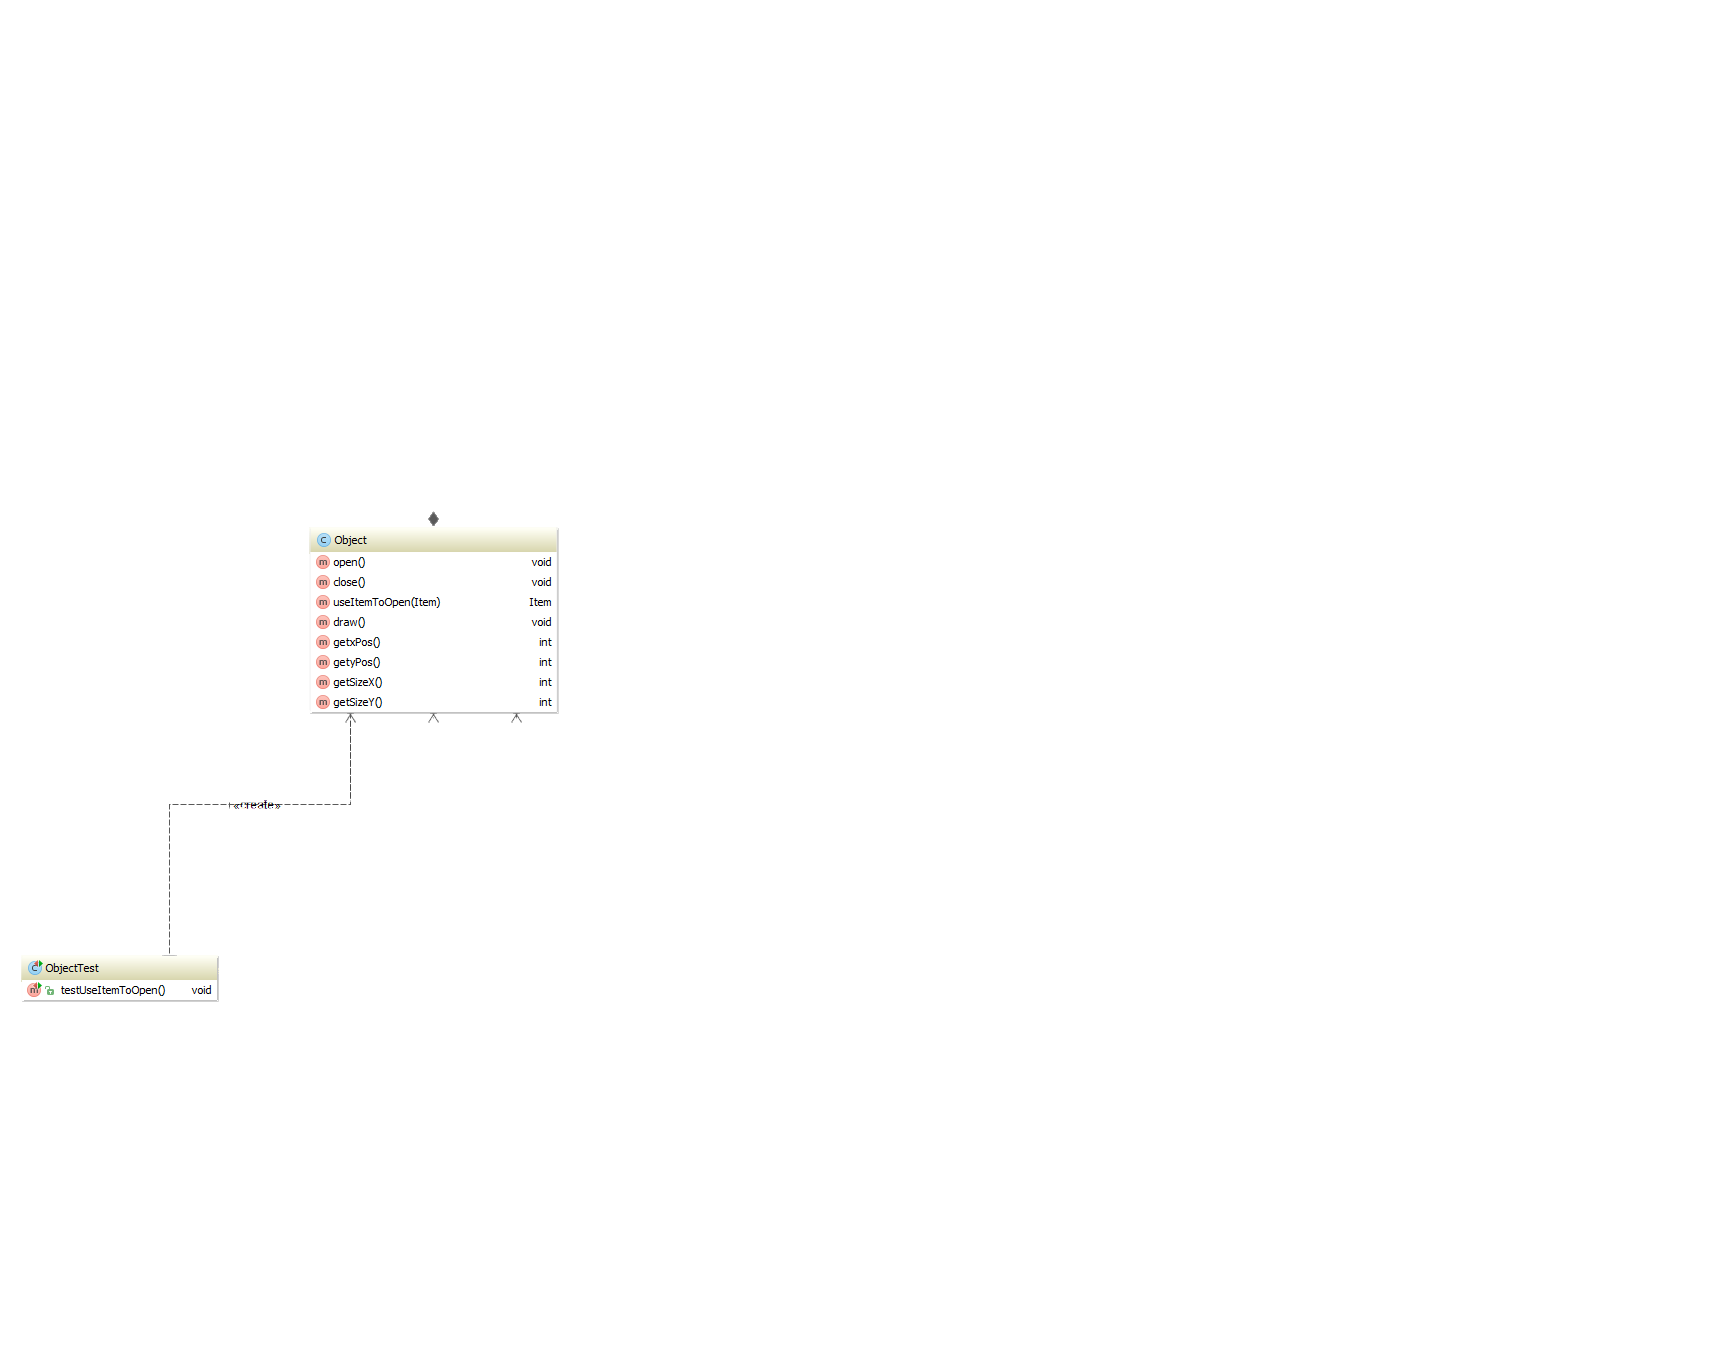 C Object
m open() void
m close() void
m useItemToOpen(Item) Item
m draw() void
m getxPos() int
m getyPos() int
m getSizeX() int
m getSizeY() int
«create»
C ObjectTest
m testUseItemToOpen() void